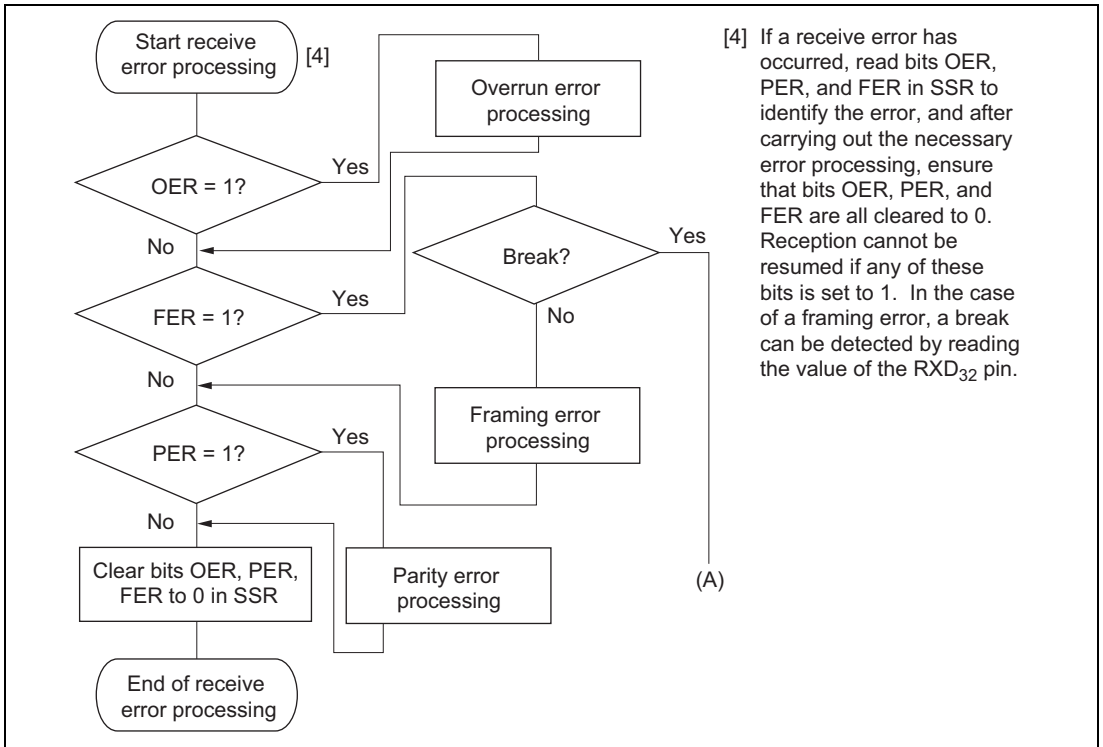 Start receive
error processing
[4]
Overrun error
processing
Yes
OER = 1?
No
Break?
Yes
Yes
FER = 1?
No
No
Framing error
processing
Yes
PER = 1?
No
Clear bits OER, PER,
FER to 0 in SSR
Parity error
processing
(A)
End of receive
error processing
[4] If a receive error has
occurred, read bits OER,
PER, and FER in SSR to
identify the error, and after
carrying out the necessary
error processing, ensure
that bits OER, PER, and
FER are all cleared to 0.
Reception cannot be
resumed if any of these
bits is set to 1. In the case
of a framing error, a break
can be detected by reading
the value of the RXD32 pin.